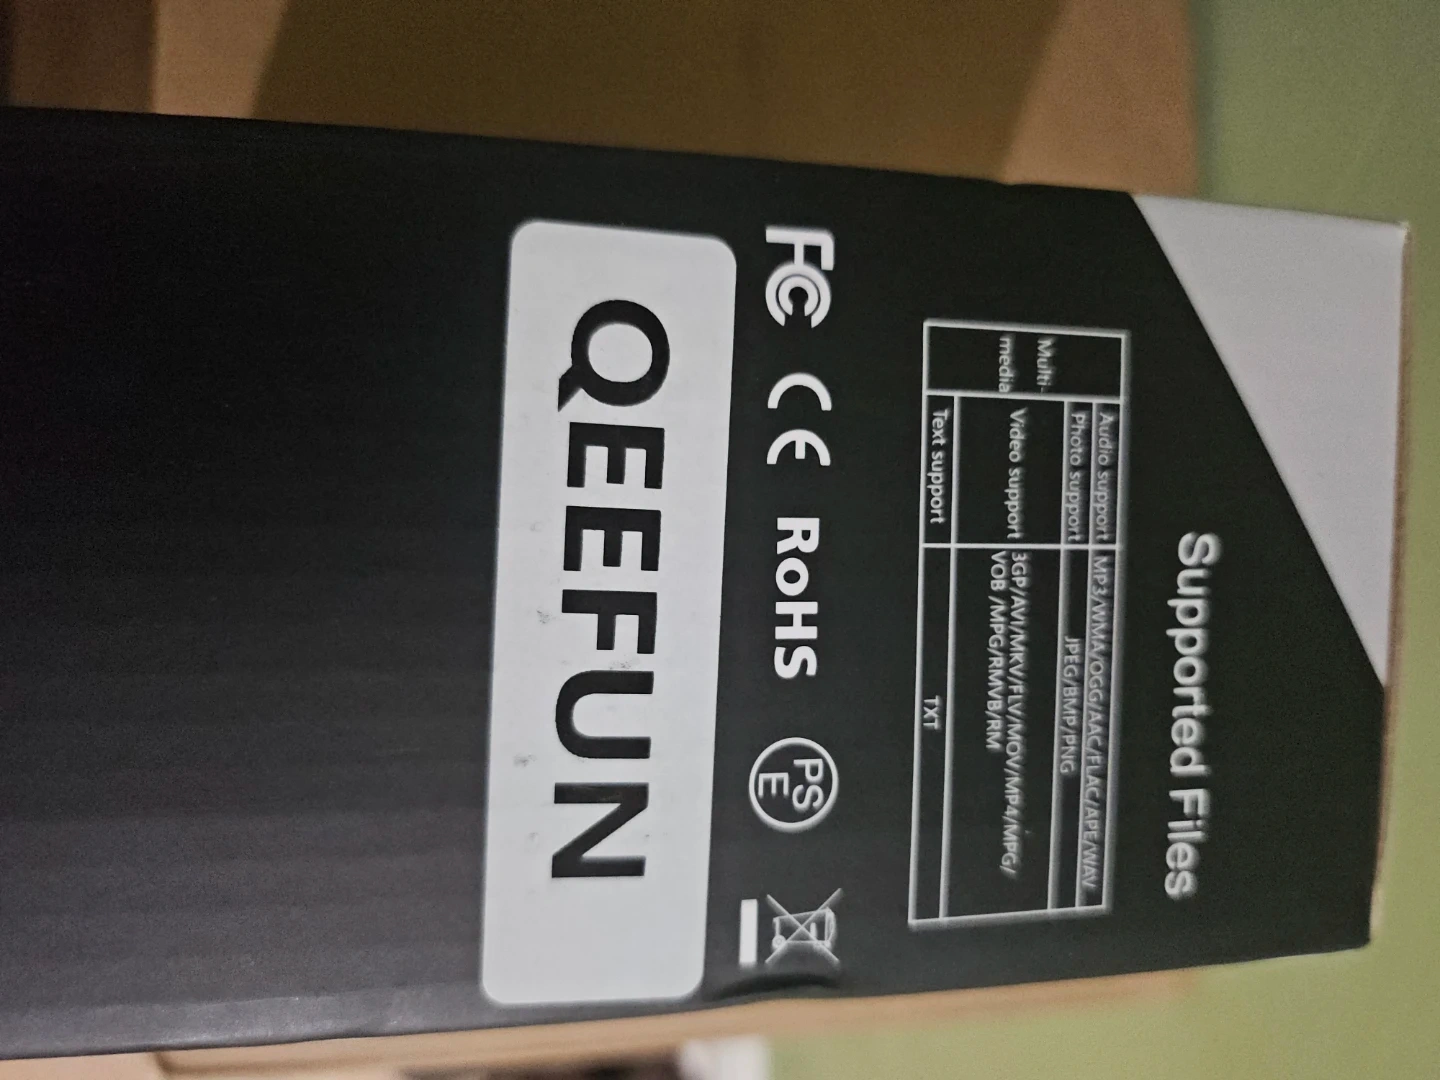 Supported Files
Multi-
media
Audio support
MP3/WMA/OGG/AAC/FLAC/APE/WAV
Photo support
JPEG/BMP/PNG
Video support
3GP/AVI/MKV/FLV/MOV/MP4/MPG/
VOB /MPG/RMVB/RM
Text support
TXT
FC CE RoHS PS
E
QEEFUN